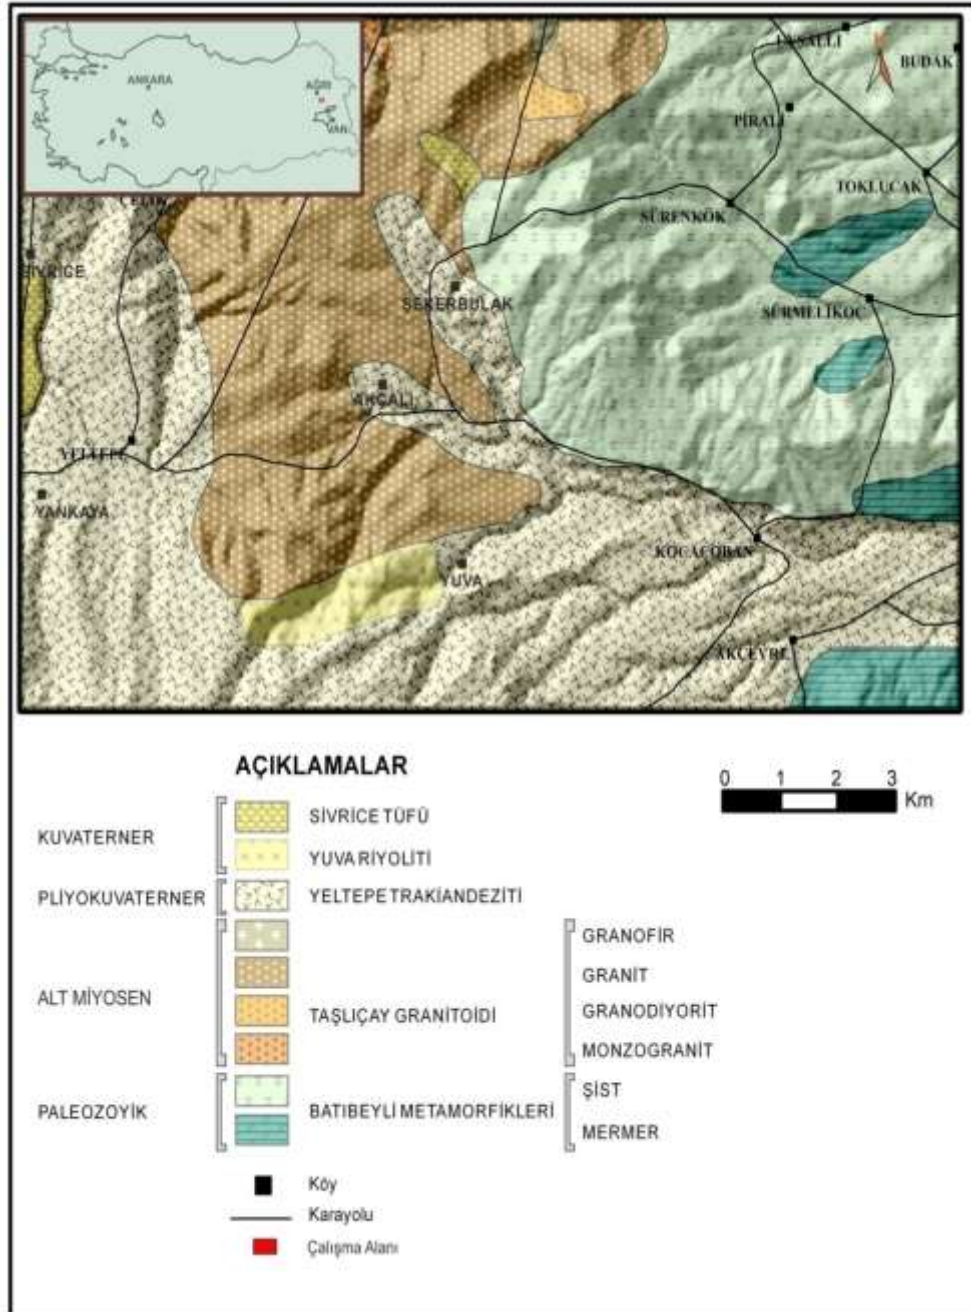 ANKARA
AĞRI
VAN
BUDAK
PİRALİ
TOKLUCAK
SÜRENKÖK
SİVRİCE
ŞEKERBULAK
SÜRMELİKOÇ
AKÇALI
YELTEPE
YANKAYA
KOCAÇOBAN
YUVA
AKÇEVRE
AÇIKLAMALAR
0 1 2 3
Km
KUVATERNER
SİVRİCE TÜFÜ
YUVA RİYOLİTİ
PLİYOKUVATERNER
YELTEPE TRAKİANDEZİTİ
ALT MİYOSEN
TAŞLIÇAY GRANİTOİDİ
GRANOFİR
GRANİT
GRANODİYORİT
MONZOGRANİT
PALEOZOYİK
BATIBEYLİ METAMORFİKLERİ
ŞİST
MERMER
Köy
Karayolu
Çalışma Alanı